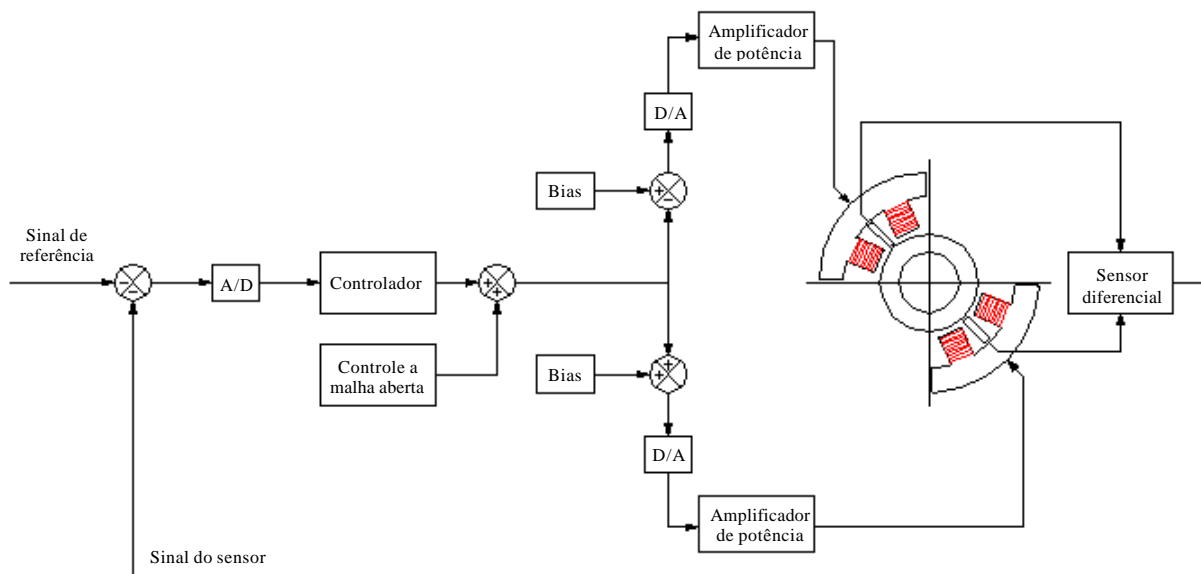 Amplificador
de potência
D/A
Bias
+
−
Sinal de
referência
−
−
A/D
Controlador
+
+
Sensor
diferencial
Controle a
malha aberta
Bias
+
+
D/A
Amplificador
de potência
Sinal do sensor